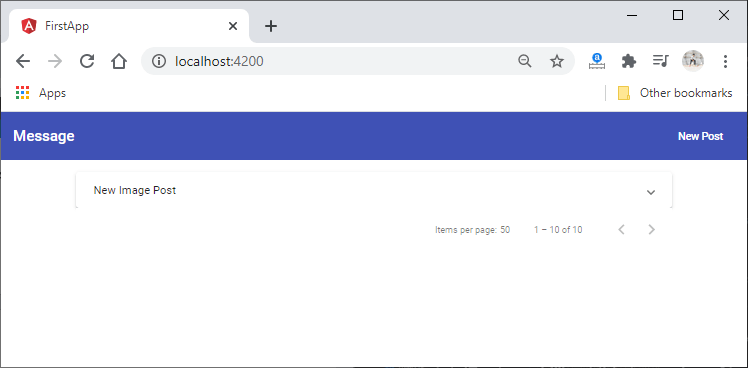 FirstApp
localhost:4200
Apps
Other bookmarks
Message
New Post
New Image Post
Items per page: 50
1 – 10 of 10